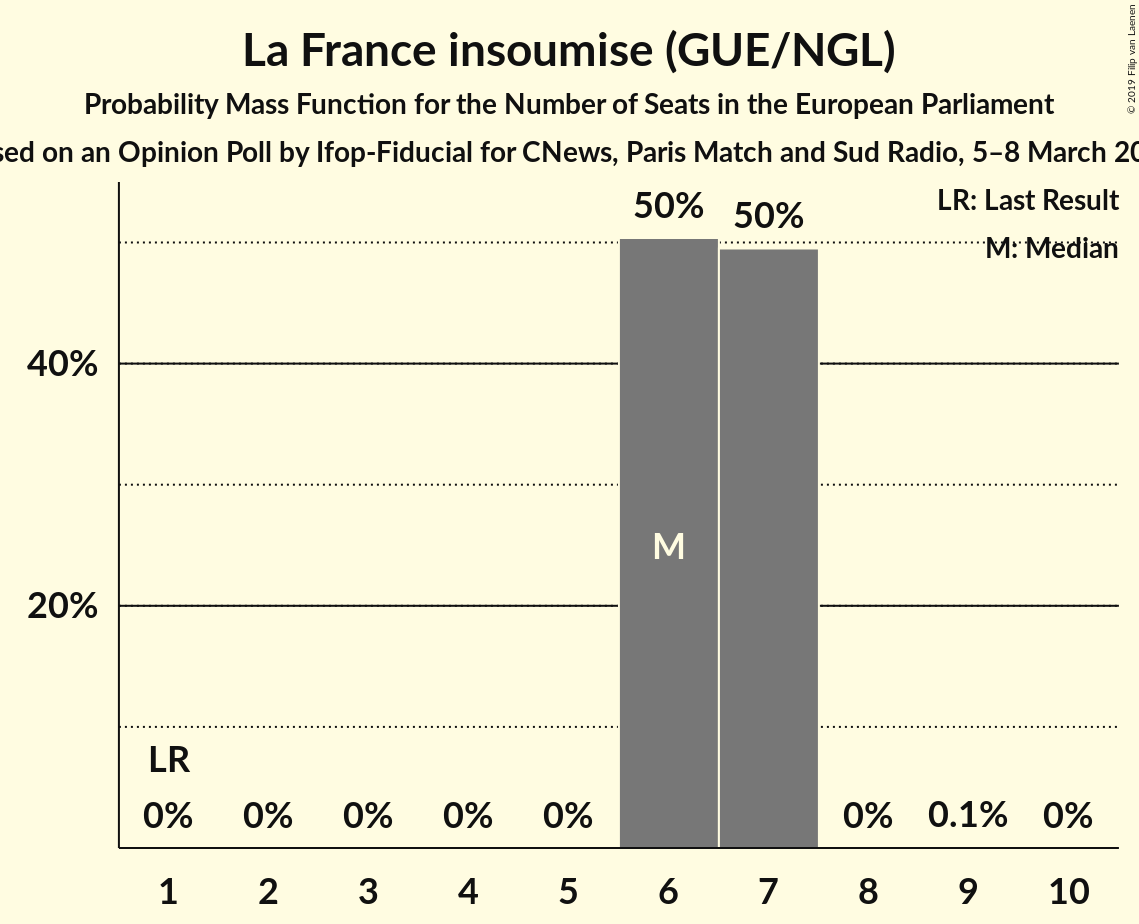 La France insoumise (GUE/NGL)
Probability Mass Function for the Number of Seats in the European Parliament
on an Opinion Poll by Ifop-Fiducial for CNews, Paris Match and Sud Radio, 5–8 March
© 2019 Filip van Laenen
LR: Last Result
M: Median
50% 50%
40%
M
20%
LR
0% 0% 0% 0% 0% 0% 0.1% 0%
1 2 3 4 5 6 7 8 9 10